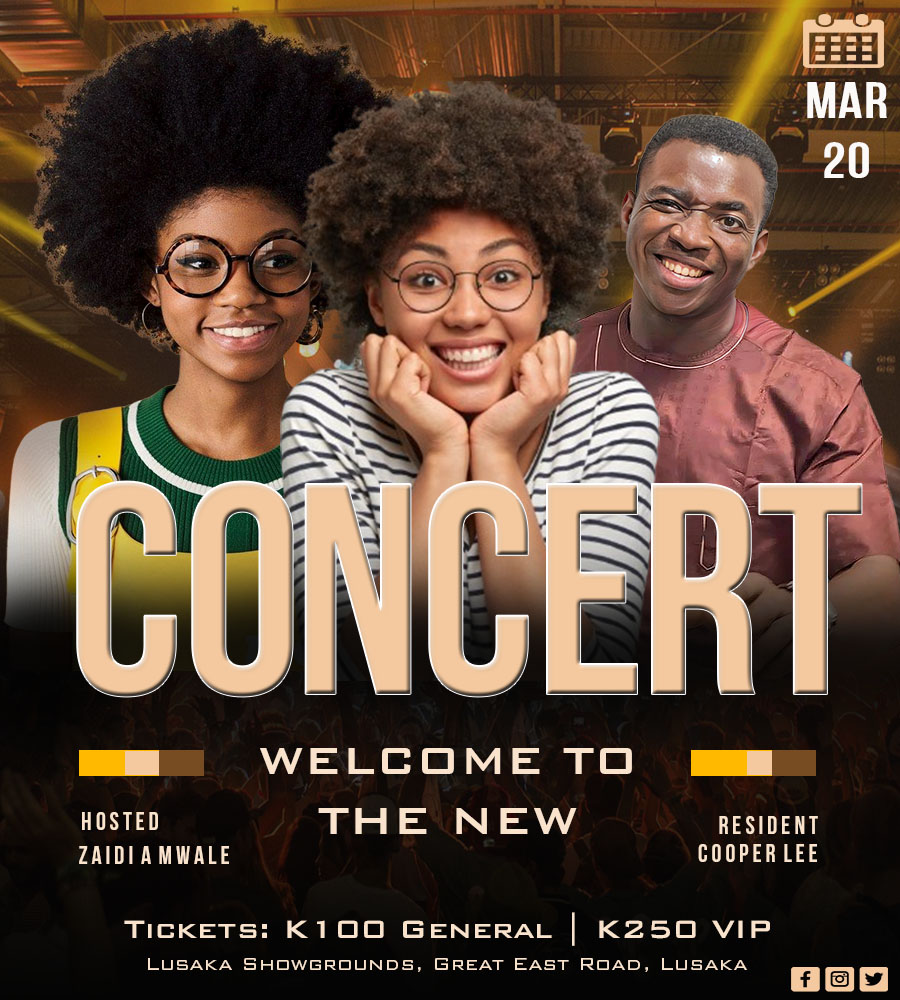 MAR
20
CONCERT
WELCOME TO
THE NEW
HOSTED
ZAIDI A MWALE
RESIDENT
COOPER LEE
TICKETS: K100 GENERAL | K250 VIP
LUSAKA SHOWGROUNDS, GREAT EAST ROAD, LUSAKA